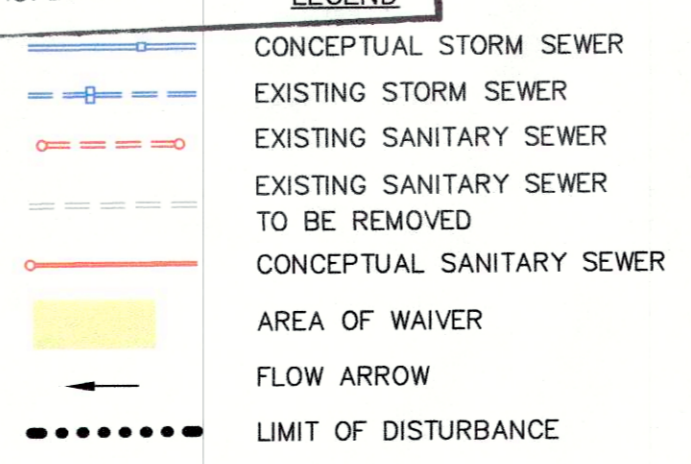 LEGEND
CONCEPTUAL STORM SEWER
EXISTING STORM SEWER
EXISTING SANITARY SEWER
EXISTING SANITARY SEWER
TO BE REMOVED
CONCEPTUAL SANITARY SEWER
AREA OF WAIVER
FLOW ARROW
LIMIT OF DISTURBANCE